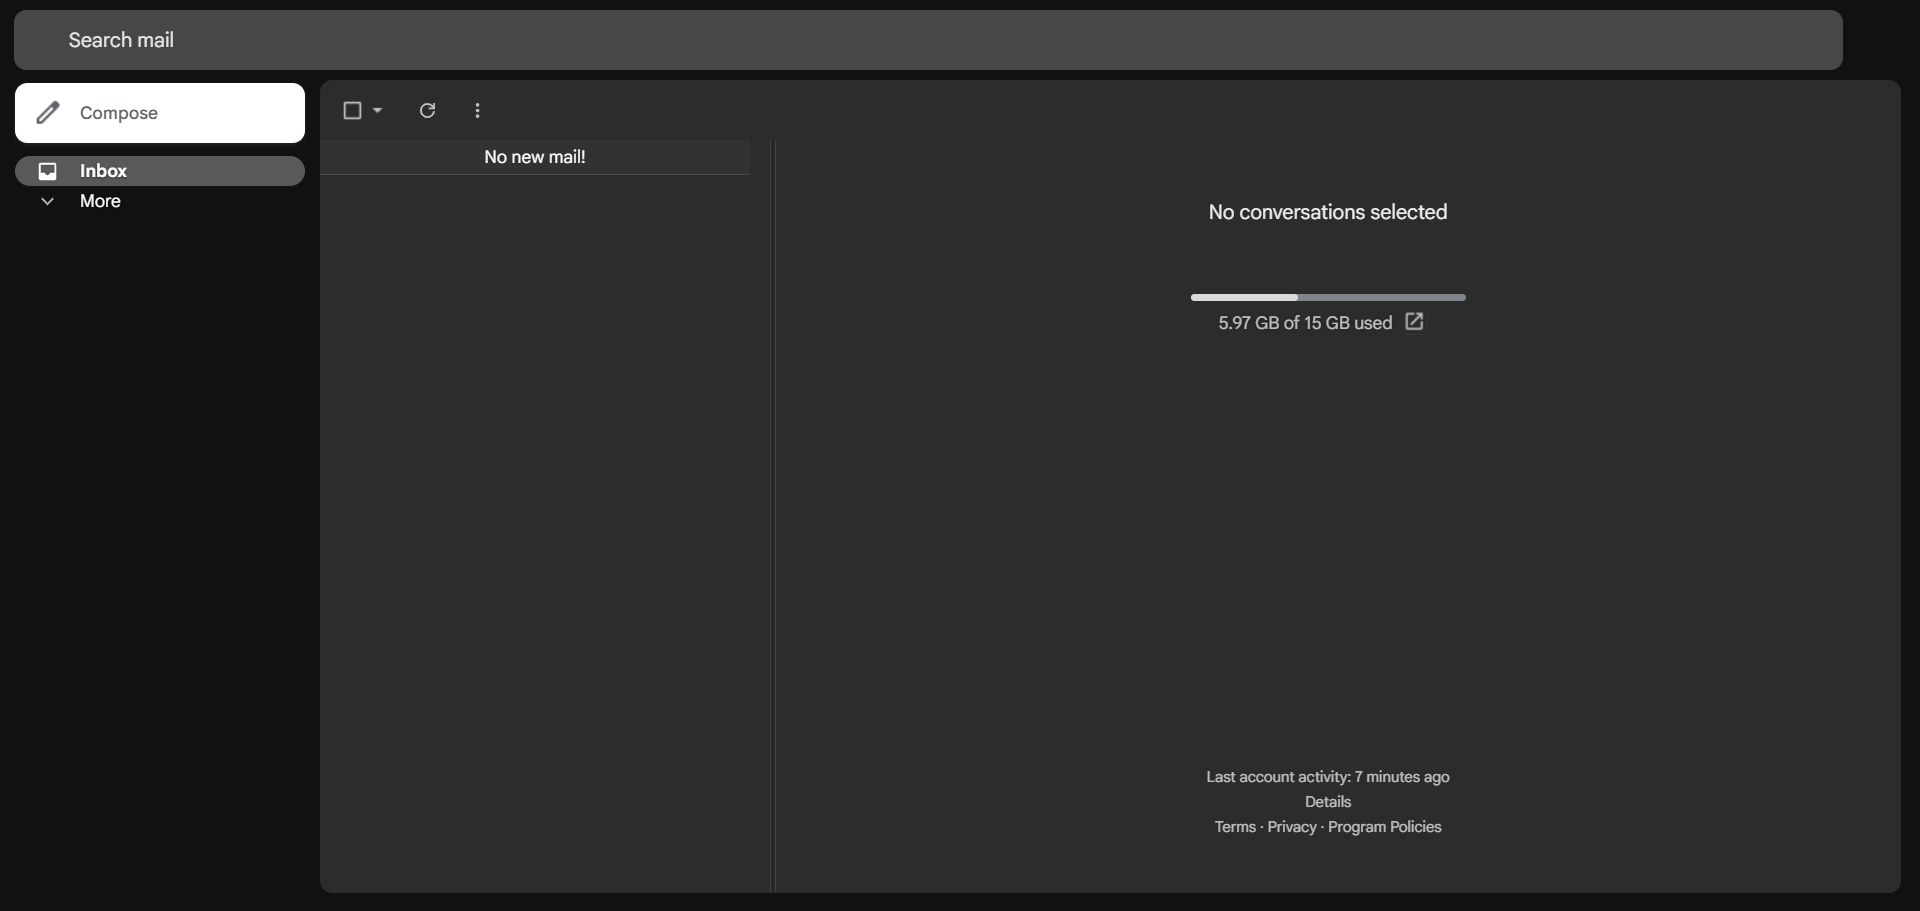 Search mail
Compose
Inbox
More
No new mail!
No conversations selected
5.97 GB of 15 GB used
Last account activity: 7 minutes ago
Details
Terms · Privacy · Program Policies